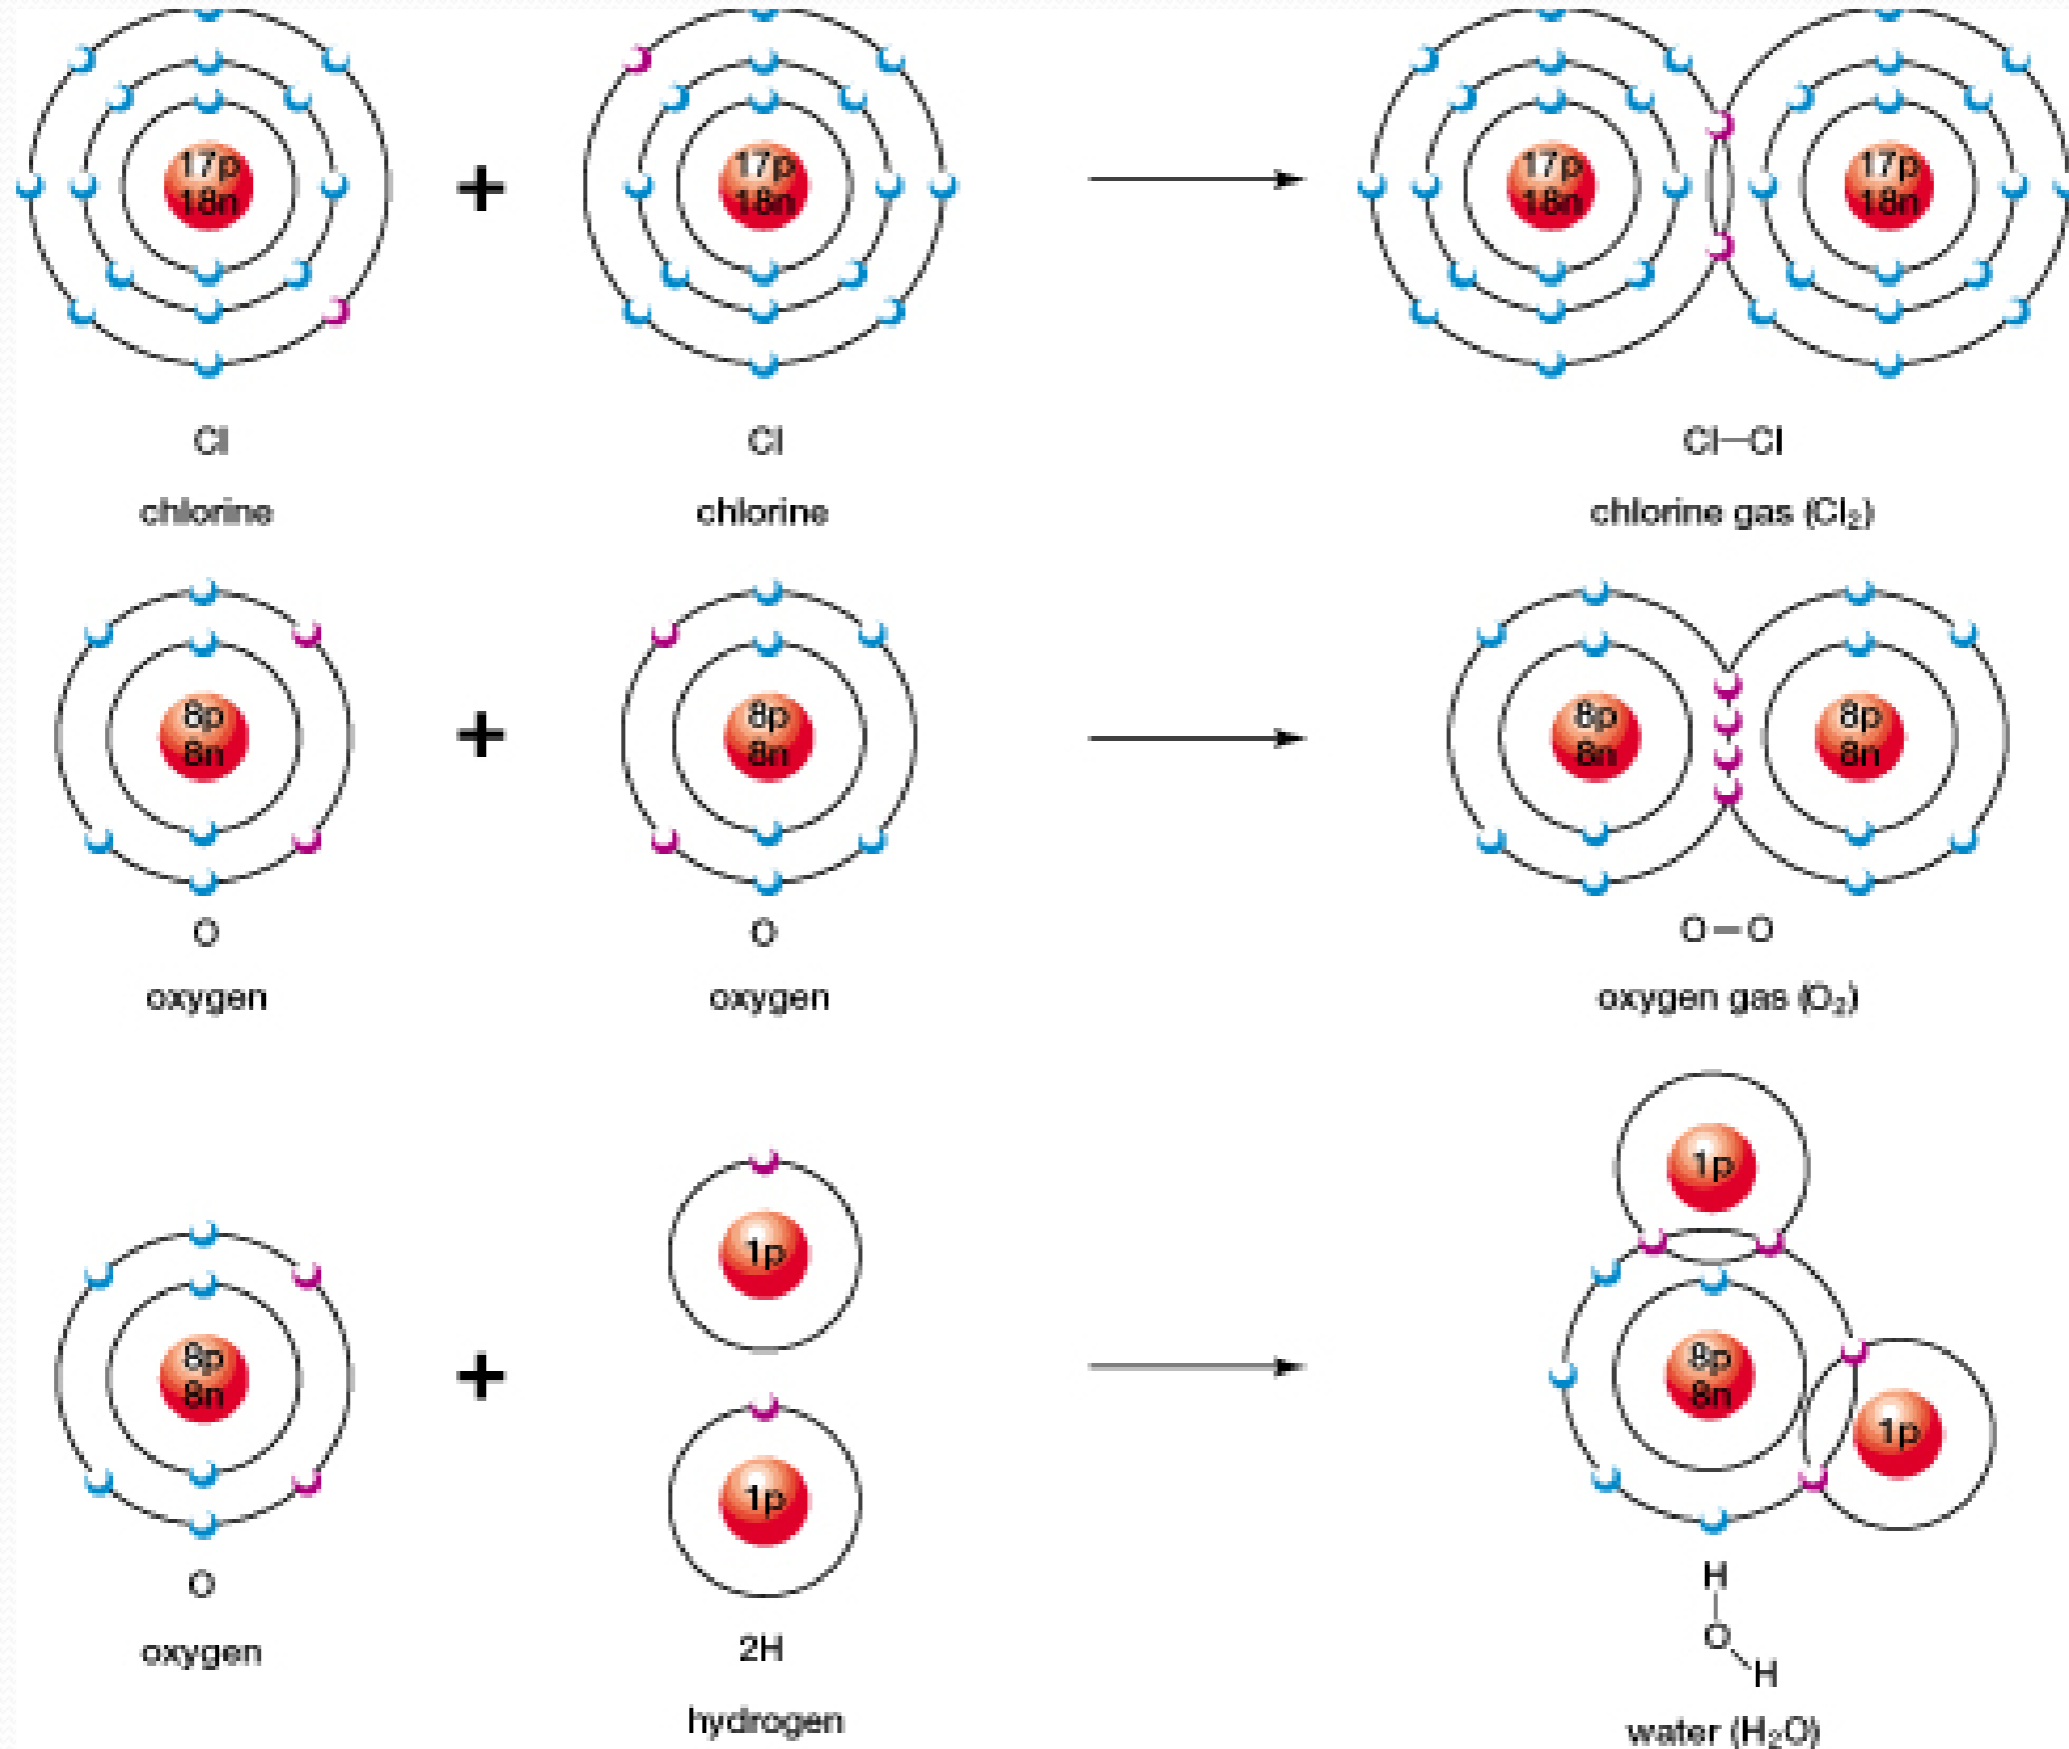 17p
18n
+
17p
18n
17p
18n
17p
18n
Cl
Cl
Cl—Cl
chlorine
chlorine
chlorine gas (Cl₂)
8p
8n
+
8p
8n
8p
8n
8p
8n
O
O
O—O
oxygen
oxygen
oxygen gas (O₂)
1p
1p
8p
8n
+
1p
8p
8n
1p
O
2H
H
O
H
oxygen
hydrogen
water (H₂O)